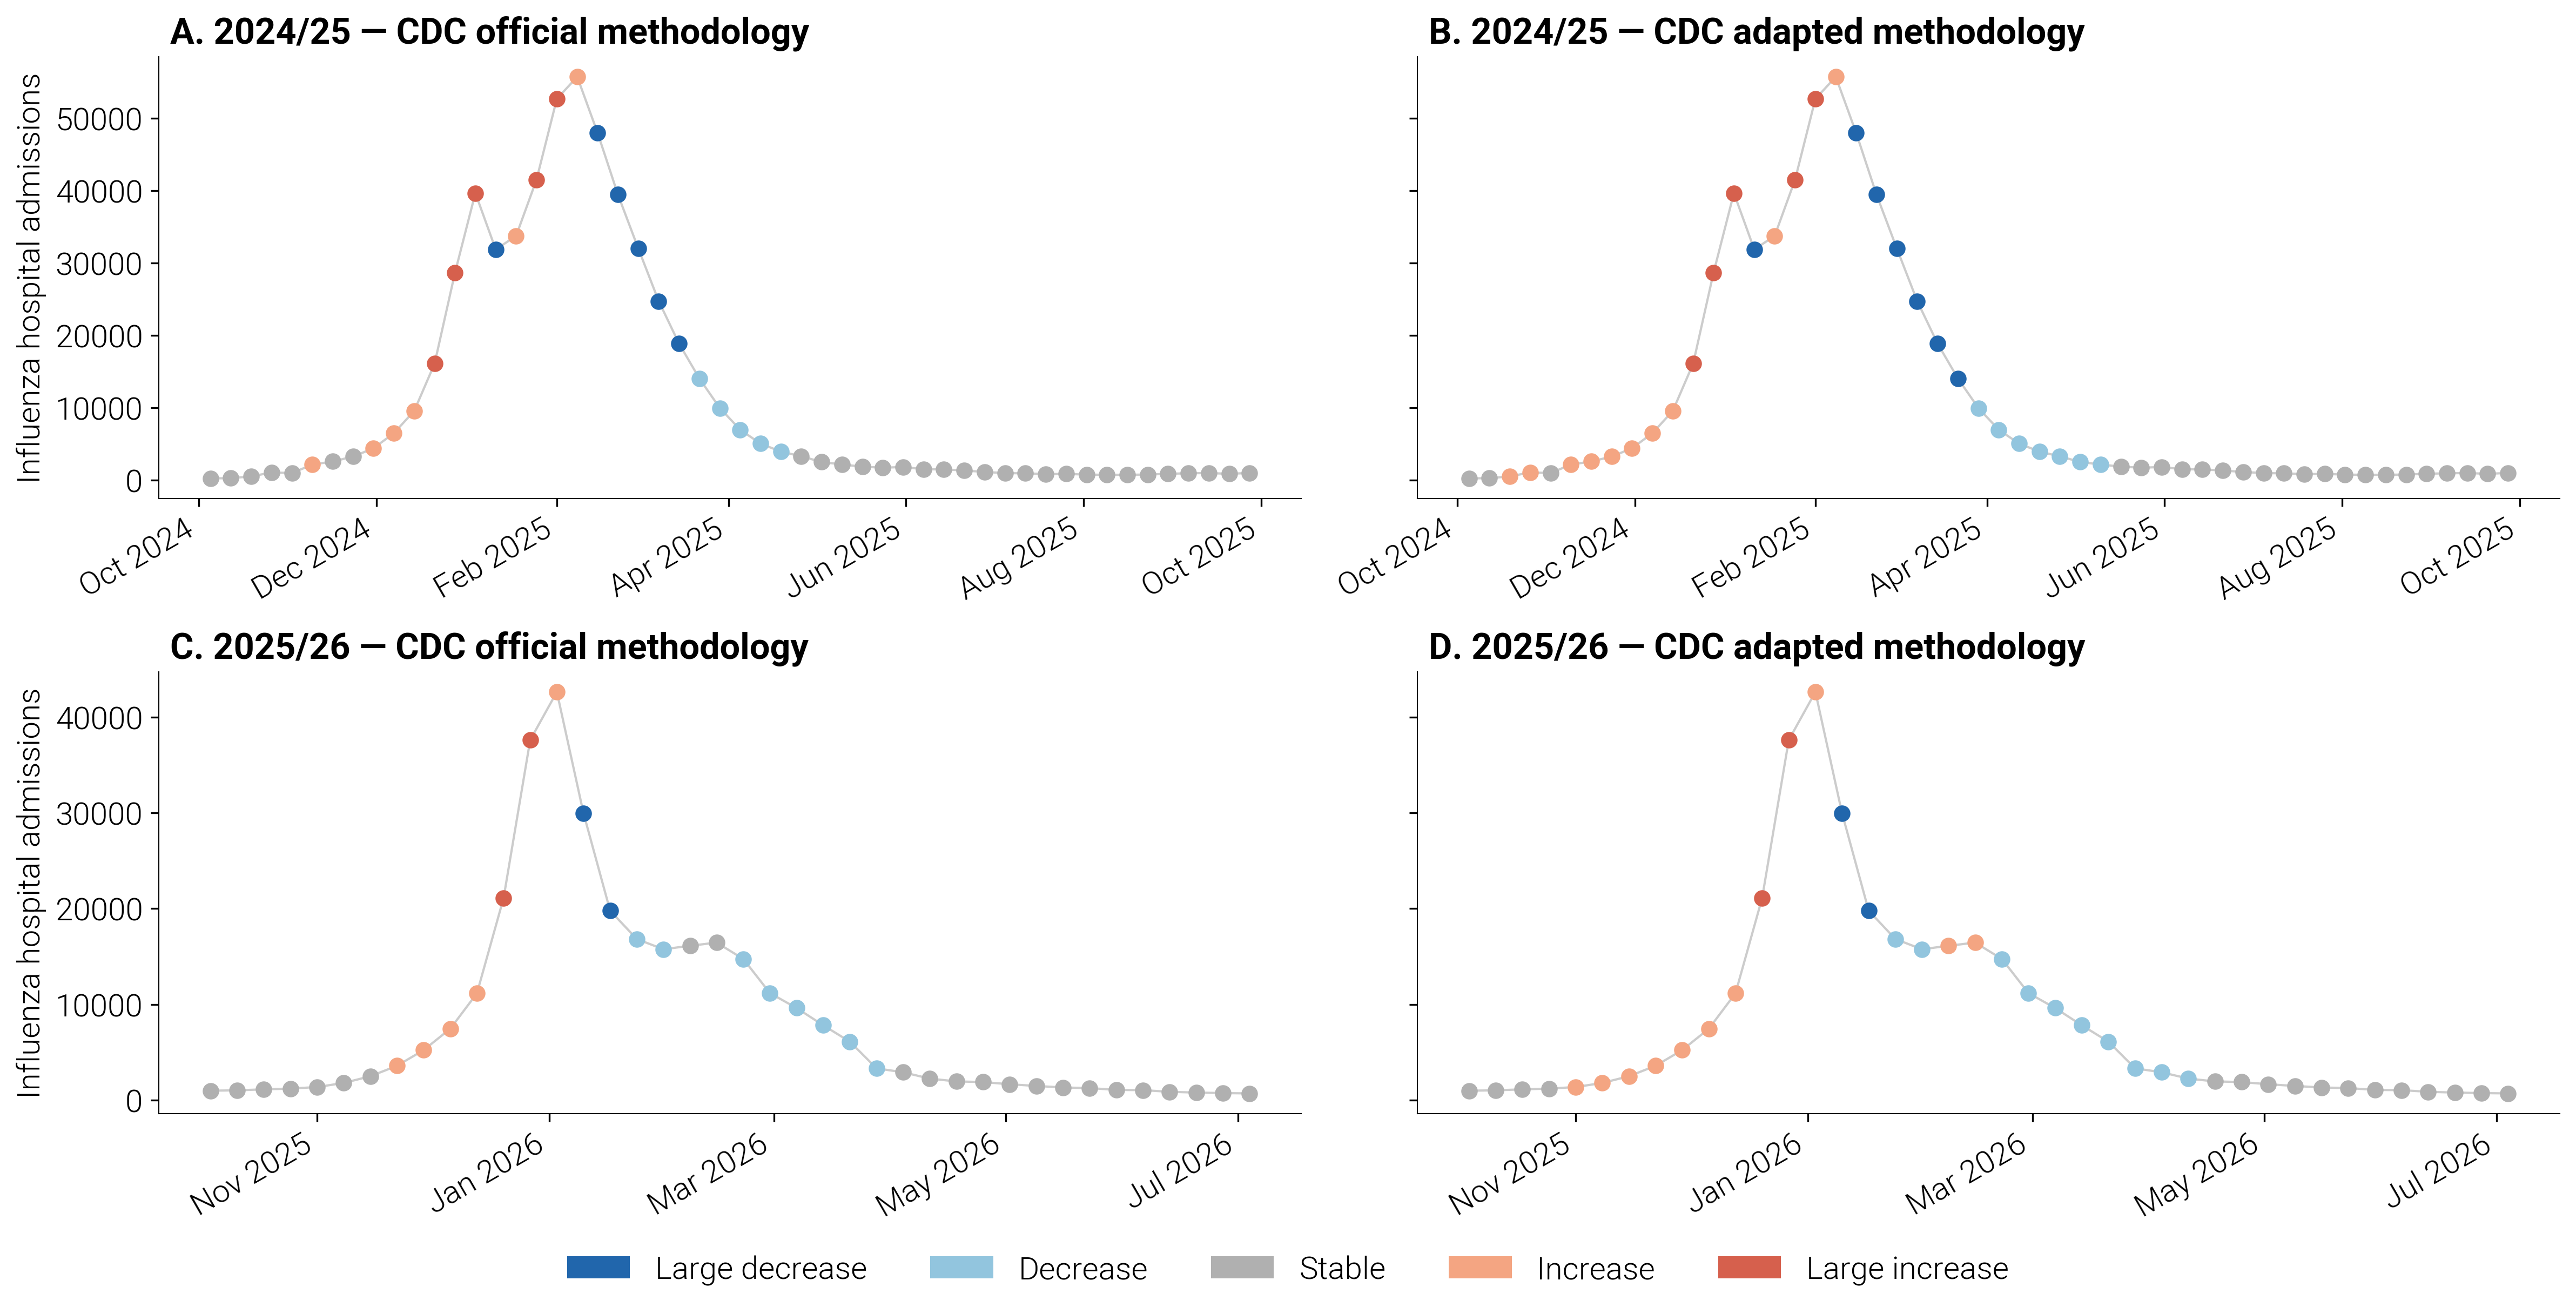 A. 2024/25 — CDC official methodology
Influenza hospital admissions
50000
40000
30000
20000
10000
0
Oct 2024
Dec 2024
Feb 2025
Apr 2025
Jun 2025
Aug 2025
Oct 2025
B. 2024/25 — CDC adapted methodology
Oct 2024
Dec 2024
Feb 2025
Apr 2025
Jun 2025
Aug 2025
Oct 2025
C. 2025/26 — CDC official methodology
Influenza hospital admissions
40000
30000
20000
10000
0
Nov 2025
Jan 2026
Mar 2026
May 2026
Jul 2026
D. 2025/26 — CDC adapted methodology
Nov 2025
Jan 2026
Mar 2026
May 2026
Jul 2026
Large decrease
Decrease
Stable
Increase
Large increase